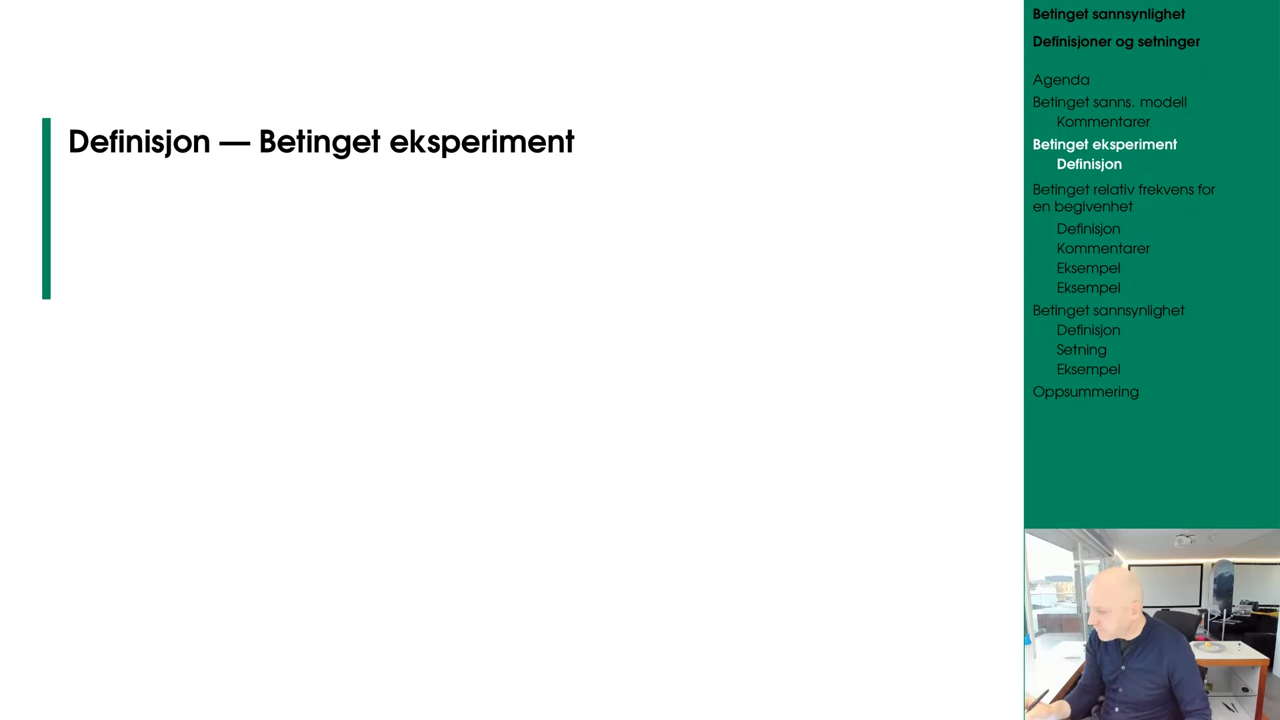 Definisjon — Betinget eksperiment
Betinget sannsynlighet
Definisjoner og setninger
Agenda
Betinget sanns. modell
Kommentarer
Betinget eksperiment
Definisjon
Betinget relativ frekvens for
en begivenhet
Definisjon
Kommentarer
Eksempel
Eksempel
Betinget sannsynlighet
Definisjon
Setning
Eksempel
Oppsummering